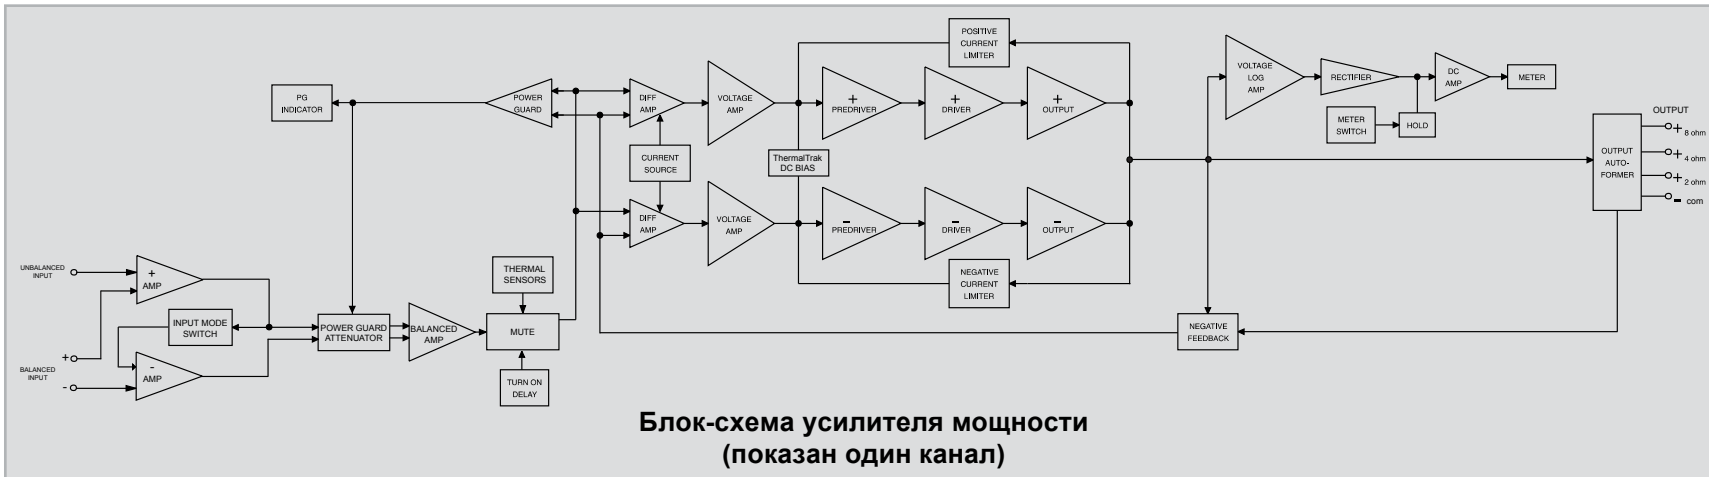 POSITIVE
CURRENT
LIMITER
PG
INDICATOR
POWER
GUARD
DIFF
AMP
VOLTAGE
AMP
+
PREDRIVER
+
DRIVER
+
OUTPUT
VOLTAGE
LOG
AMP
RECTIFIER
DC
AMP
METER
METER
SWITCH
HOLD
OUTPUT
+ 8 ohm
+ 4 ohm
+ 2 ohm
- com
OUTPUT
AUTO-
FORMER
CURRENT
SOURCE
ThermalTrak
DC BIAS
DIFF
AMP
VOLTAGE
AMP
-
PREDRIVER
-
DRIVER
-
OUTPUT
NEGATIVE
CURRENT
LIMITER
UNBALANCED
INPUT
+
AMP
INPUT MODE
SWITCH
+
BALANCED
INPUT
-
-
AMP
POWER GUARD
ATTENUATOR
BALANCED
AMP
THERMAL
SENSORS
MUTE
TURN ON
DELAY
NEGATIVE
FEEDBACK
Блок-схема усилителя мощности
(показан один канал)